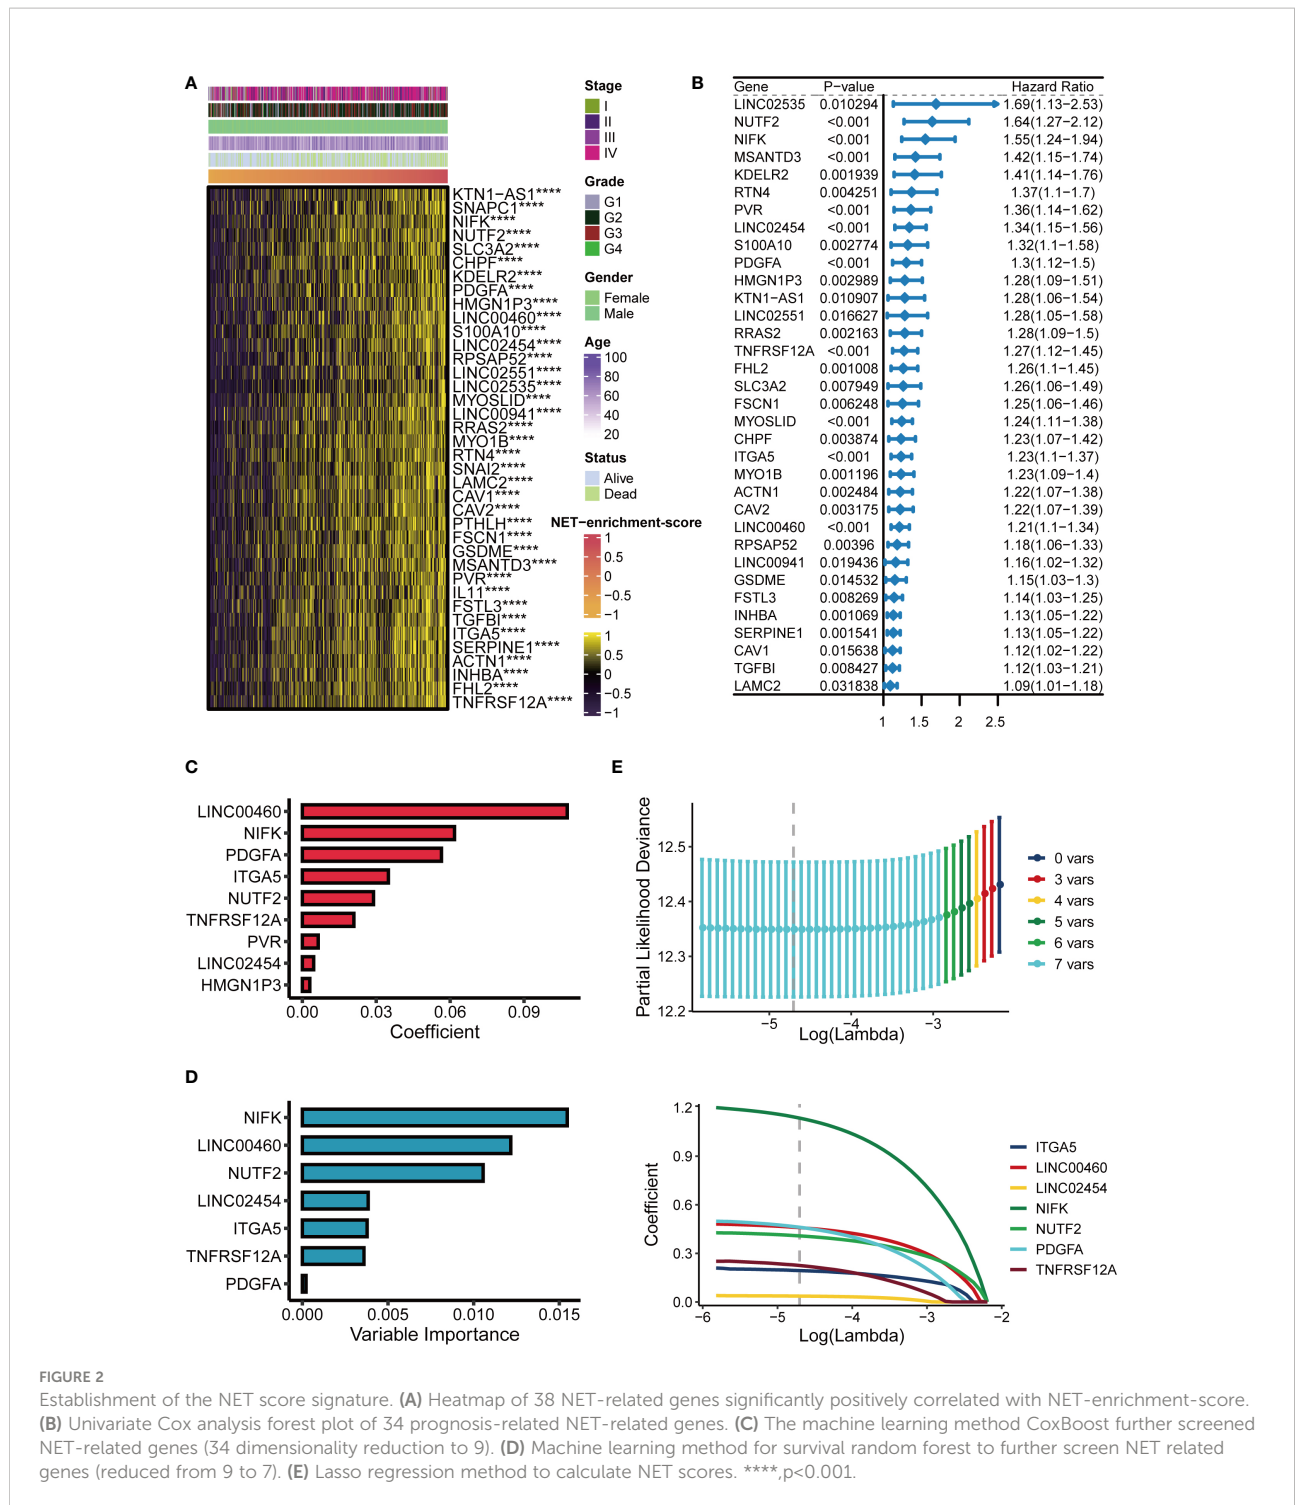 A
Stage
I
II
III
IV
Grade
G1
G2
G3
G4
Gender
Female
Male
Age
100
80
60
40
20
Status
Alive
Dead
NET−enrichment−score
1
0.5
0
−0.5
−1
1
0.5
0
−0.5
−1
KTN1−AS1****
SNAPC1****
NIFK****
NUTF2****
SLC3A2****
CHPF****
KDELR2****
PDGFA****
HMGN1P3****
LINC00460****
S100A10****
LINC02454****
RPSAP52****
LINC02551****
LINC02535****
MYOSLID****
LINC00941****
RRAS2****
MYO1B****
RTN4****
SNAI2****
LAMC2****
CAV1****
CAV2****
PTHLH****
FSCN1****
GSDME****
MSANTD3****
PVR****
IL11****
FSTL3****
TGFBI****
ITGA5****
SERPINE1****
ACTN1****
INHBA****
FHL2****
TNFRSF12A****
B
Gene P−value Hazard Ratio
LINC02535 0.010294 1.69(1.13−2.53)
NUTF2 <0.001 1.64(1.27−2.12)
NIFK <0.001 1.55(1.24−1.94)
MSANTD3 <0.001 1.42(1.15−1.74)
KDELR2 0.001939 1.41(1.14−1.76)
RTN4 0.004251 1.37(1.1−1.7)
PVR <0.001 1.36(1.14−1.62)
LINC02454 <0.001 1.34(1.15−1.56)
S100A10 0.002774 1.32(1.1−1.58)
PDGFA <0.001 1.3(1.12−1.5)
HMGN1P3 0.002989 1.28(1.09−1.51)
KTN1−AS1 0.010907 1.28(1.06−1.54)
LINC02551 0.016627 1.28(1.05−1.58)
RRAS2 0.002163 1.28(1.09−1.5)
TNFRSF12A <0.001 1.27(1.12−1.45)
FHL2 0.001008 1.26(1.1−1.45)
SLC3A2 0.007949 1.26(1.06−1.49)
FSCN1 0.006248 1.25(1.06−1.46)
MYOSLID <0.001 1.24(1.11−1.38)
CHPF 0.003874 1.23(1.07−1.42)
ITGA5 <0.001 1.23(1.1−1.37)
MYO1B 0.001196 1.23(1.09−1.4)
ACTN1 0.002484 1.22(1.07−1.38)
CAV2 0.003175 1.22(1.07−1.39)
LINC00460 <0.001 1.21(1.1−1.34)
RPSAP52 0.00396 1.18(1.06−1.33)
LINC00941 0.019436 1.16(1.02−1.32)
GSDME 0.014532 1.15(1.03−1.3)
FSTL3 0.008269 1.14(1.03−1.25)
INHBA 0.001069 1.13(1.05−1.22)
SERPINE1 0.001541 1.13(1.05−1.22)
CAV1 0.015638 1.12(1.02−1.22)
TGFBI 0.008427 1.12(1.03−1.21)
LAMC2 0.031838 1.09(1.01−1.18)
1 1.5 2 2.5
C
LINC00460
NIFK
PDGFA
ITGA5
NUTF2
TNFRSF12A
PVR
LINC02454
HMGN1P3
0.00 0.03 0.06 0.09
Coefficient
E
Partial Likelihood Deviance
12.5
12.4
12.3
12.2
−5 −4 −3
Log(Lambda)
0 vars
3 vars
4 vars
5 vars
6 vars
7 vars
D
NIFK
LINC00460
NUTF2
LINC02454
ITGA5
TNFRSF12A
PDGFA
0.000 0.005 0.010 0.015
Variable Importance
Coefficient
1.2
0.9
0.6
0.3
0.0
−6 −5 −4 −3 −2
Log(Lambda)
ITGA5
LINC00460
LINC02454
NIFK
NUTF2
PDGFA
TNFRSF12A
FIGURE 2
Establishment of the NET score signature. (A) Heatmap of 38 NET-related genes significantly positively correlated with NET-enrichment-score.
(B) Univariate Cox analysis forest plot of 34 prognosis-related NET-related genes. (C) The machine learning method CoxBoost further screened
NET-related genes (34 dimensionality reduction to 9). (D) Machine learning method for survival random forest to further screen NET related
genes (reduced from 9 to 7). (E) Lasso regression method to calculate NET scores. ****,p<0.001.